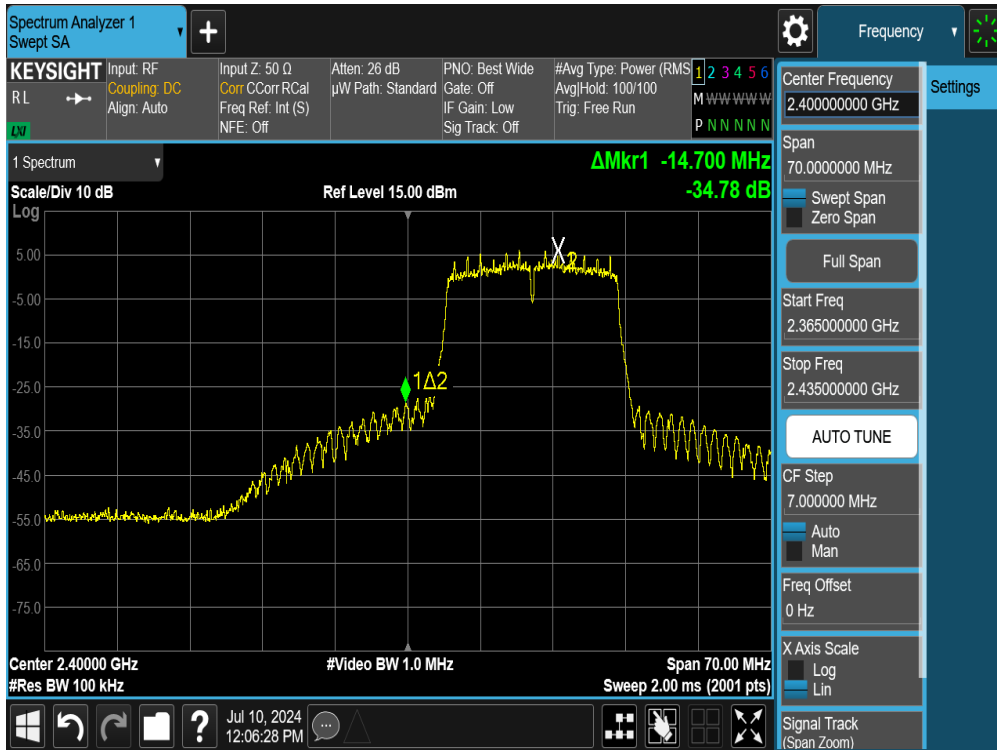 Spectrum Analyzer 1
Swept SA
+
Frequency
KEYSIGHT
RL
LXI
Input: RF
Coupling: DC
Align: Auto
Input Z: 50 Ω
Corr CCorr RCal
Freq Ref: Int (S)
NFE: Off
Atten: 26 dB
µW Path: Standard
PNO: Best Wide
Gate: Off
IF Gain: Low
Sig Track: Off
#Avg Type: Power (RMS
Avg|Hold: 100/100
Trig: Free Run
1 2 3 4 5 6
M W W W W W
P N N N N N
1 Spectrum
ΔMkr1 -14.700 MHz
-34.78 dB
Scale/Div 10 dB
Ref Level 15.00 dBm
Log
5.00
-5.00
-15.0
-25.0
-35.0
-45.0
-55.0
-65.0
-75.0
X2
1Δ2
Center 2.40000 GHz
#Video BW 1.0 MHz
Span 70.00 MHz
#Res BW 100 kHz
Sweep 2.00 ms (2001 pts)
Jul 10, 2024
12:06:28 PM
?
Settings
Center Frequency
2.400000000 GHz
Span
70.0000000 MHz
Swept Span
Zero Span
Full Span
Start Freq
2.365000000 GHz
Stop Freq
2.435000000 GHz
AUTO TUNE
CF Step
7.000000 MHz
Auto
Man
Freq Offset
0 Hz
X Axis Scale
Log
Lin
Signal Track
(Span Zoom)